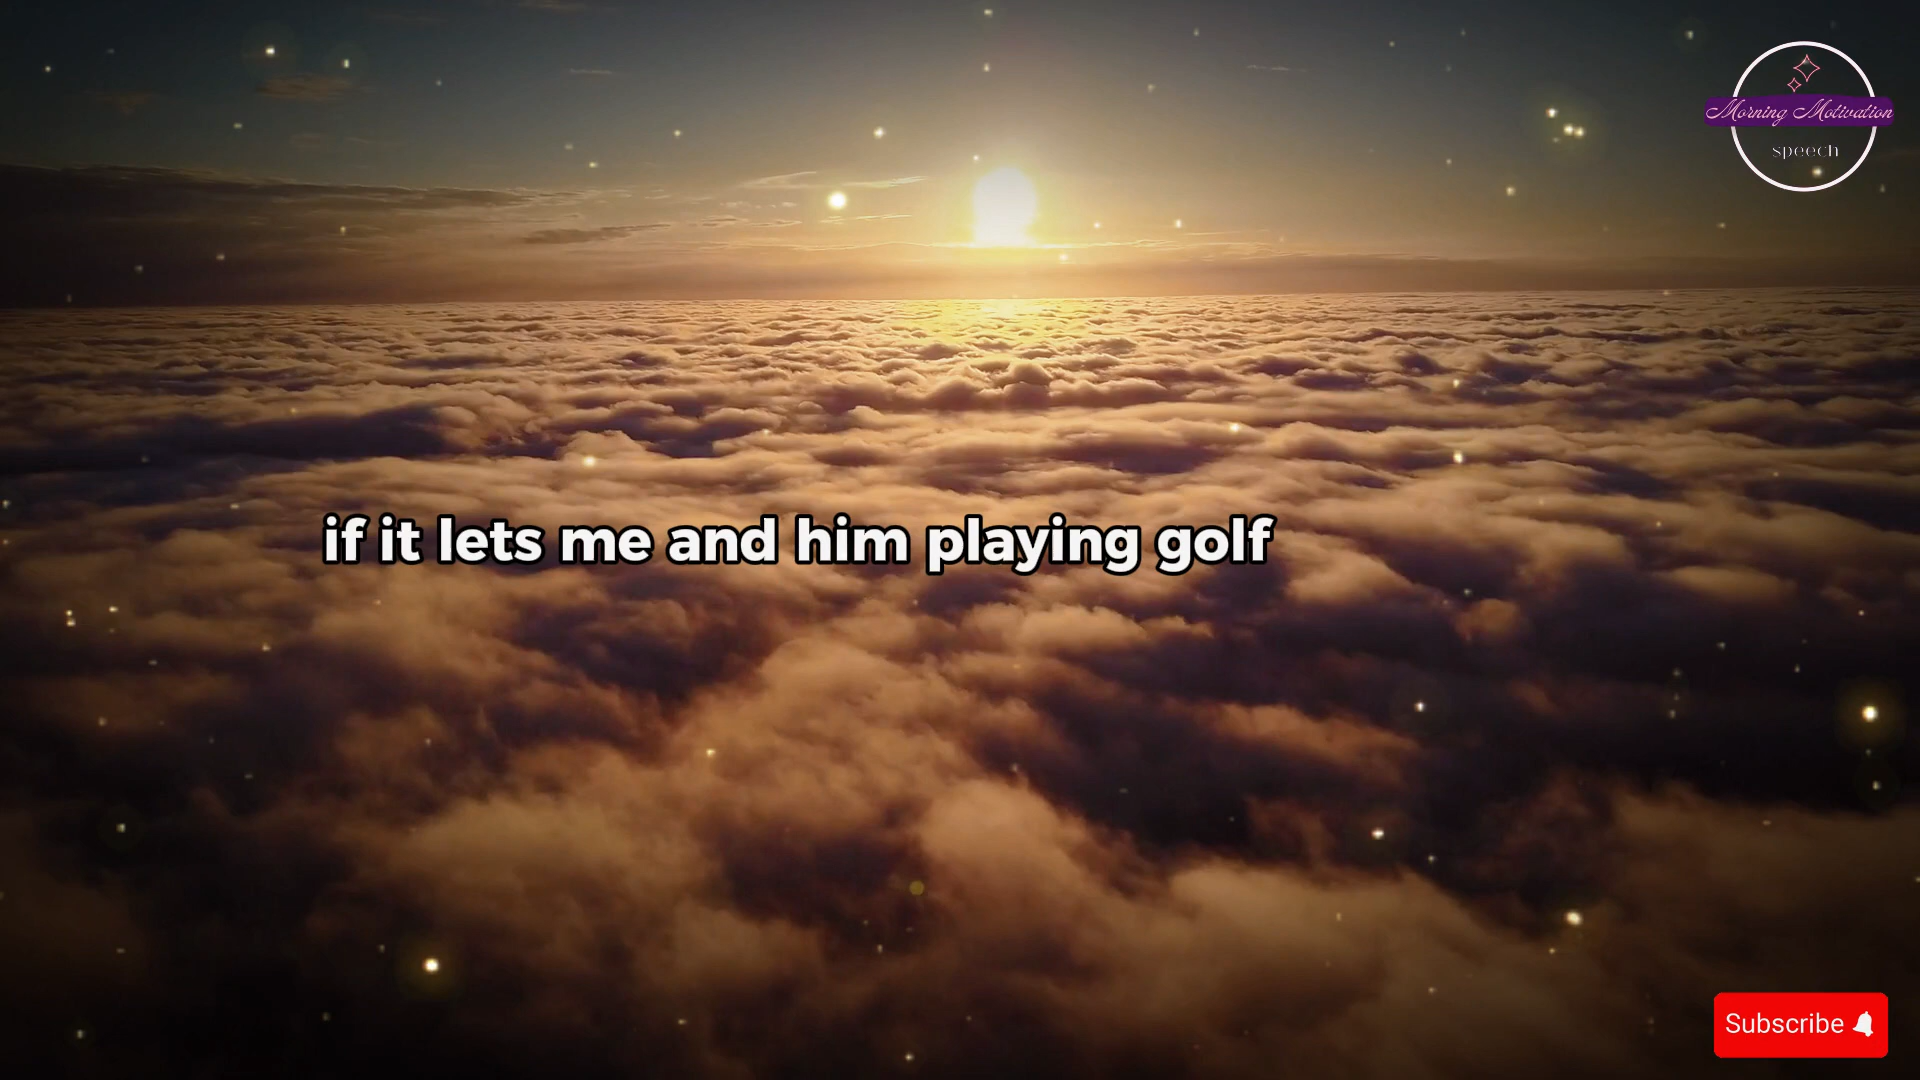 Morning Motivation
speech
if it lets me and him playing golf
Subscribe